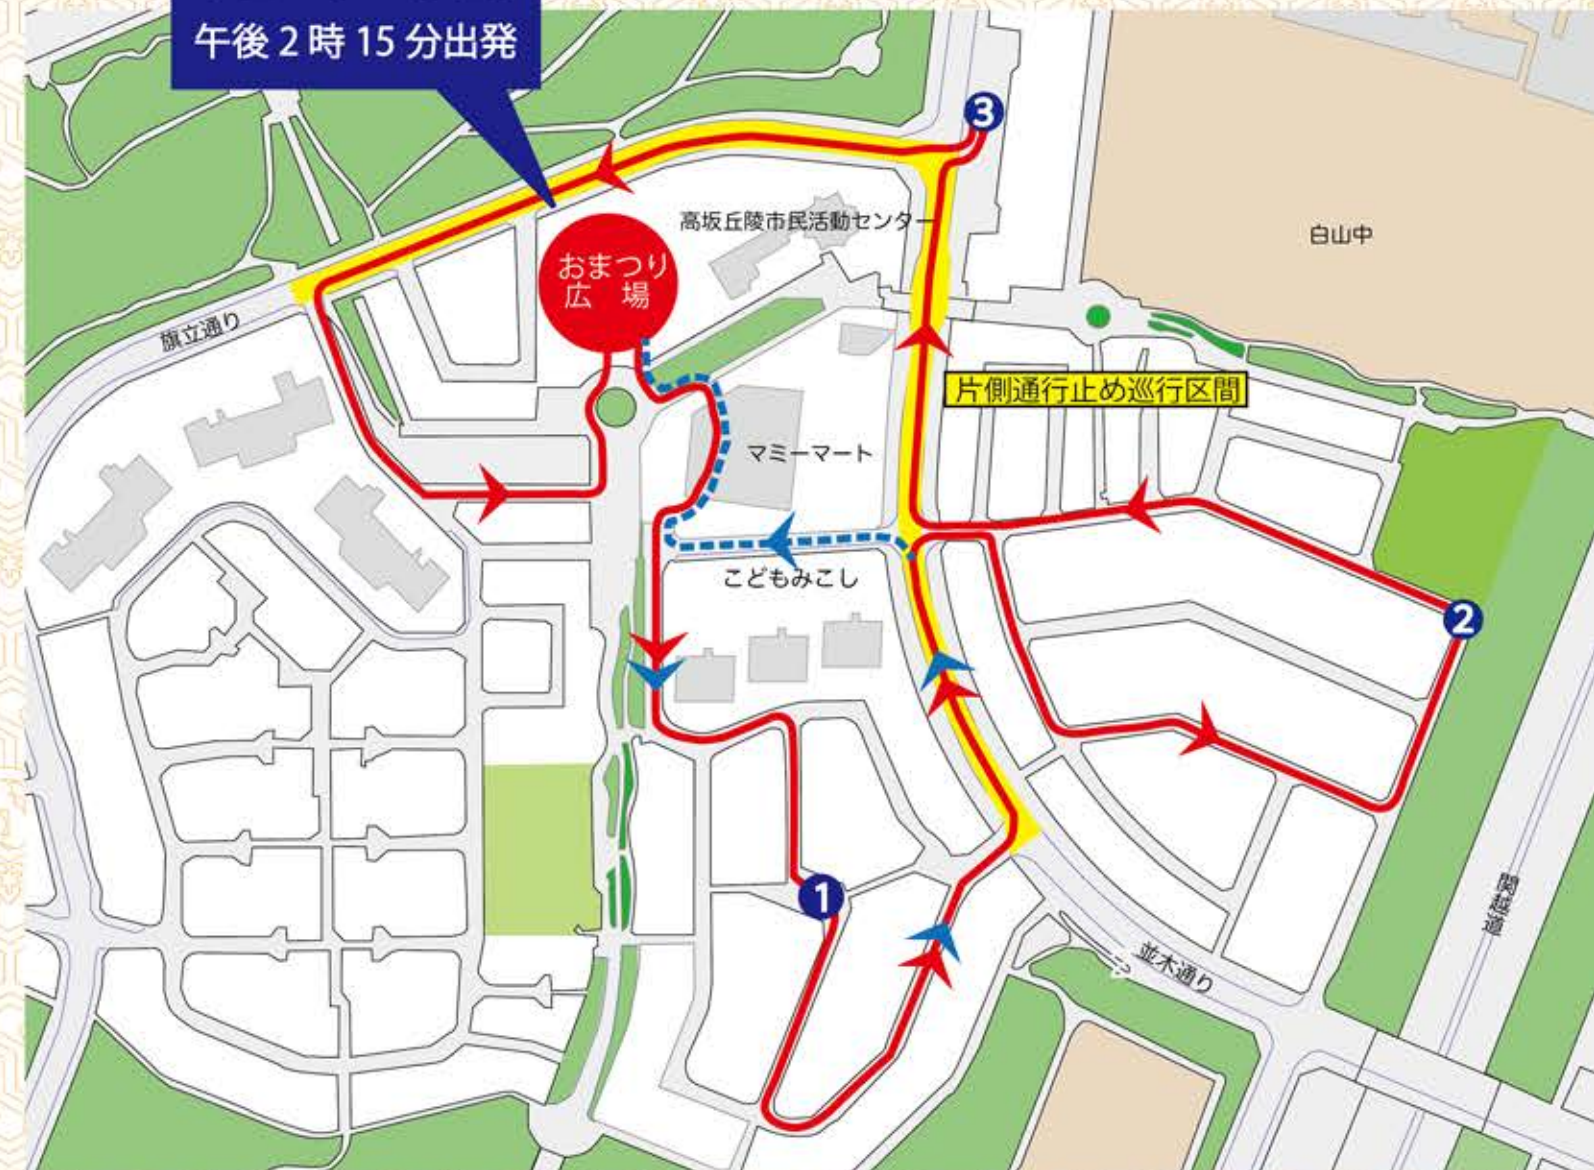 午後2時15分出発
3
高坂丘陵市民活動センター
白山中
おまつり
広　場
旗立通り
片側通行止め巡行区間
マミーマート
こどもみこし
2
1
関越道
並木通り